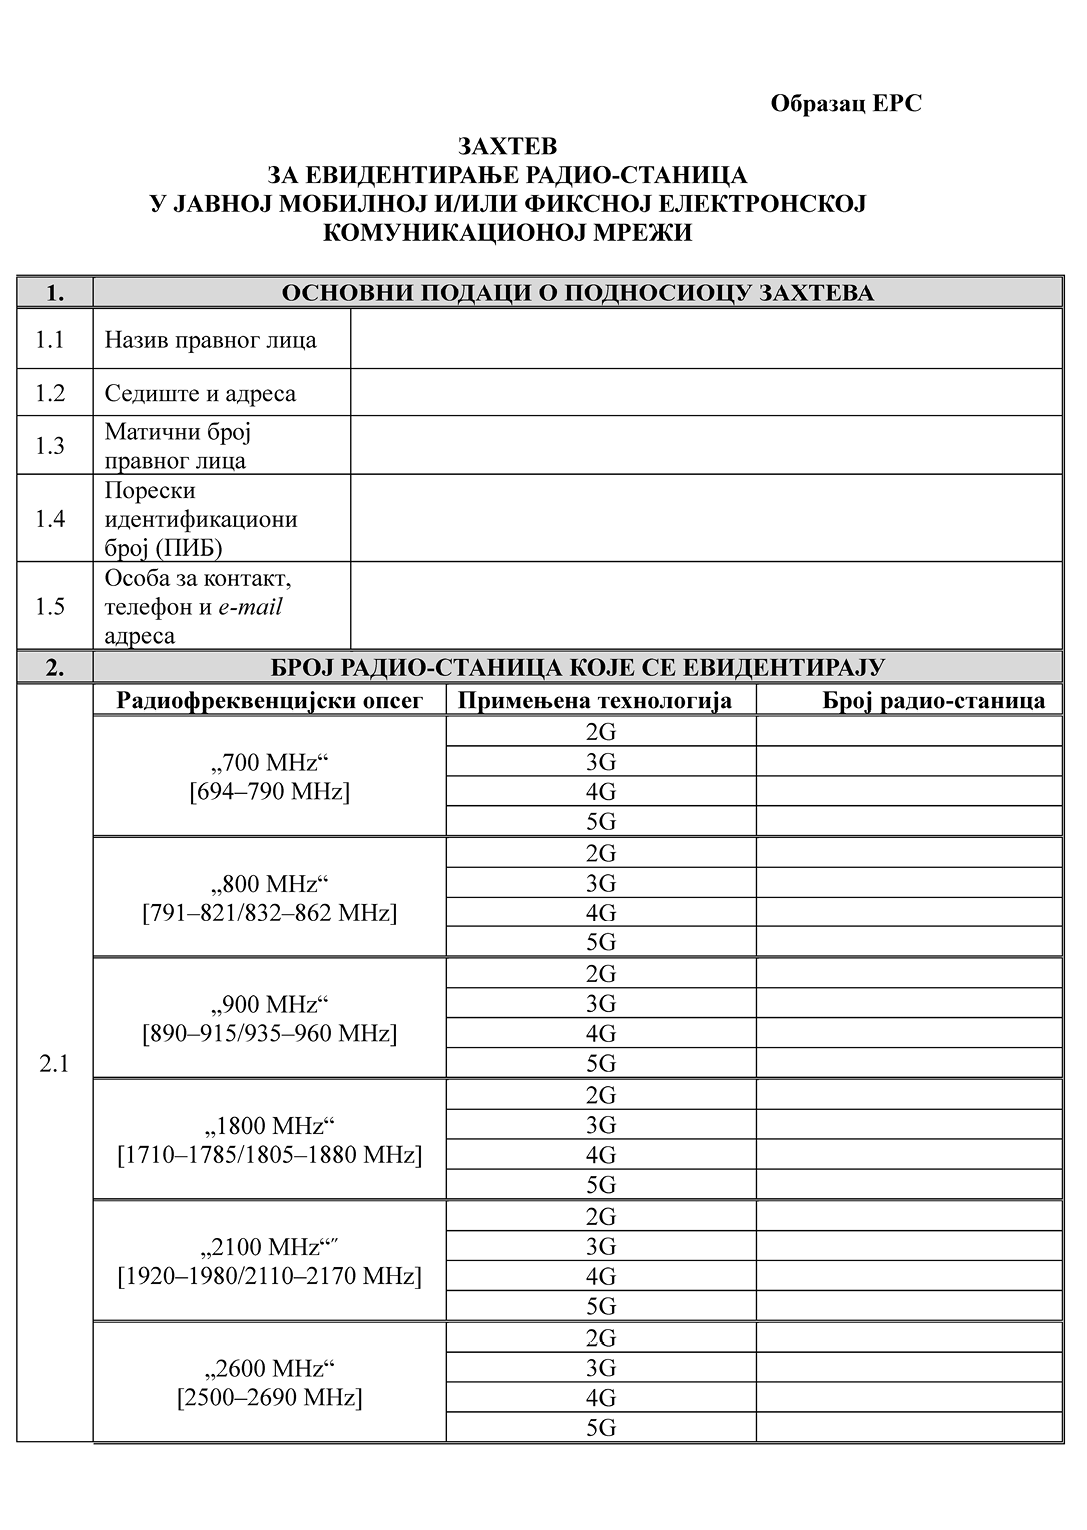 Образац ЕРС
ЗАХТЕВ
ЗА ЕВИДЕНТИРАЊЕ РАДИО-СТАНИЦА
У ЈАВНОЈ МОБИЛНОЈ И/ИЛИ ФИКСНОЈ ЕЛЕКТРОНСКОЈ
КОМУНИКАЦИОНОЈ МРЕЖИ
1. ОСНОВНИ ПОДАЦИ О ПОДНОСИОЦУ ЗАХТЕВА
1.1 Назив правног лица
1.2 Седиште и адреса
1.3 Матични број
правног лица
1.4 Порески
идентификациони
број (ПИБ)
1.5 Особа за контакт,
телефон и e-mail
адреса
2. БРОЈ РАДИО-СТАНИЦА КОЈЕ СЕ ЕВИДЕНТИРАЈУ
Радиофреквенцијски опсег Примењена технологија Број радио-станица
2.1
„700 MHz“
[694–790 MHz]
2G
3G
4G
5G
„800 MHz“
[791–821/832–862 MHz]
2G
3G
4G
5G
„900 MHz“
[890–915/935–960 MHz]
2G
3G
4G
5G
„1800 MHz“
[1710–1785/1805–1880 MHz]
2G
3G
4G
5G
„2100 MHz“˝
[1920–1980/2110–2170 MHz]
2G
3G
4G
5G
„2600 MHz“
[2500–2690 MHz]
2G
3G
4G
5G